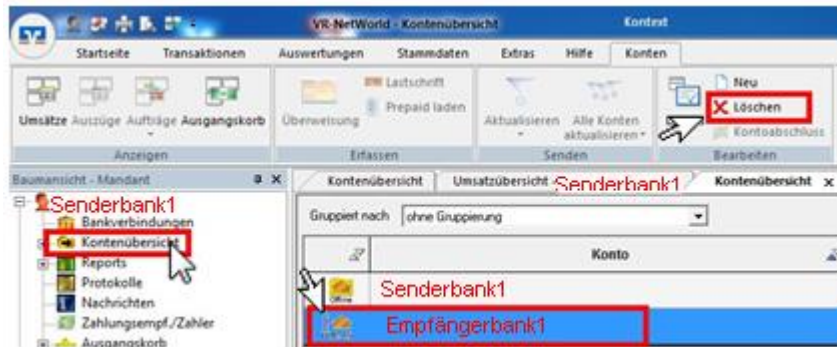 VR-NetWorld - Kontenübersicht Kontext
Startseite Transaktionen Auswertungen Stammdaten Extras Hilfe Konten
Lastschrift Neu
Prepaid laden Löschen
Umsätze Auszüge Aufträge Ausgangskorb Überweisung Aktualisieren Alle Konten aktualisieren Kontoabschluss
Anzeigen Erfassen Senden Bearbeiten
Baumansicht - Mandant Kontenübersicht Umsatzübersicht Senderbank1 Kontenübersicht x
Senderbank1
Bankverbindungen
Gruppiert nach ohne Gruppierung
Kontenübersicht
Reports
Konto
Protokolle
Offline Senderbank1
Nachrichten
Zahlungsempf./Zahler
Empfängerbank1
Ausgangskorb